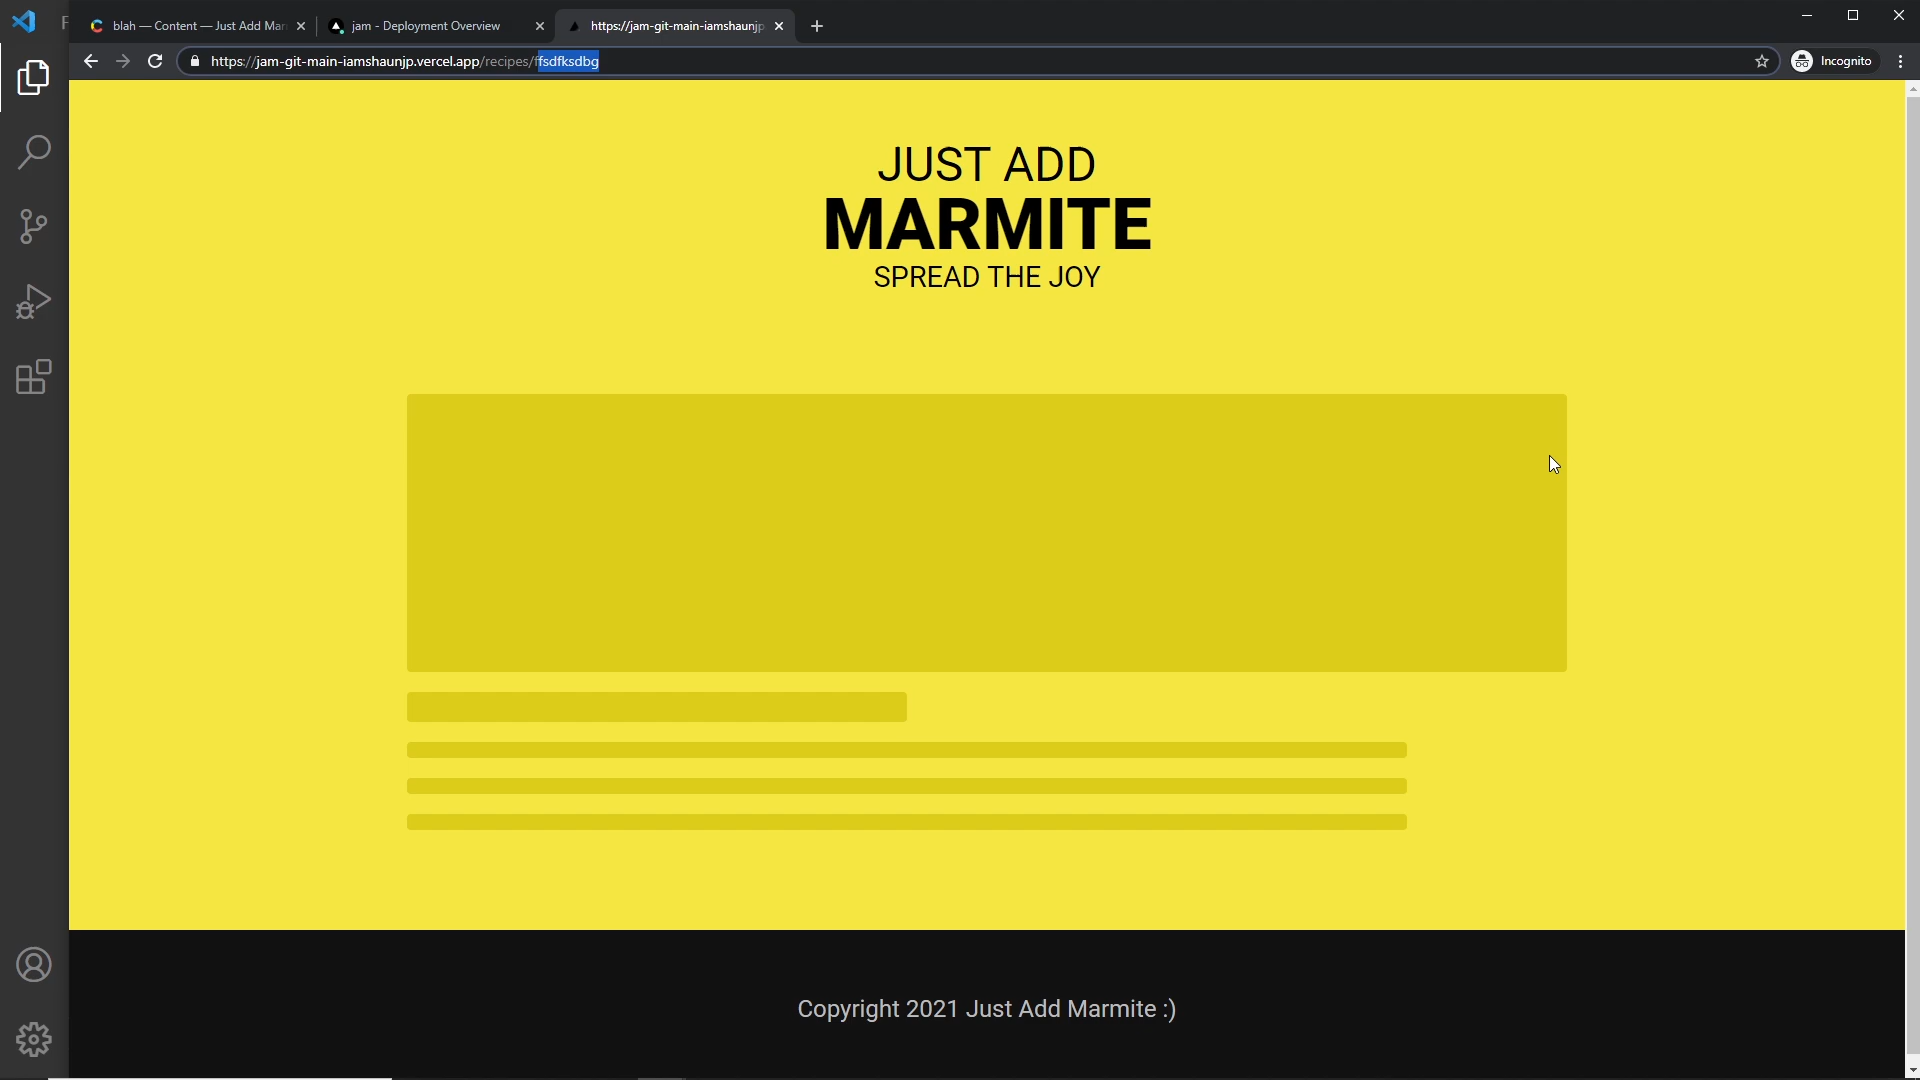 blah — Content — Just Add Mar
jam - Deployment Overview
https://jam-git-main-iamshaunjp
https://jam-git-main-iamshaunjp.vercel.app/recipes/ffsdfksdbg
Incognito
JUST ADD
MARMITE
SPREAD THE JOY
Copyright 2021 Just Add Marmite :)